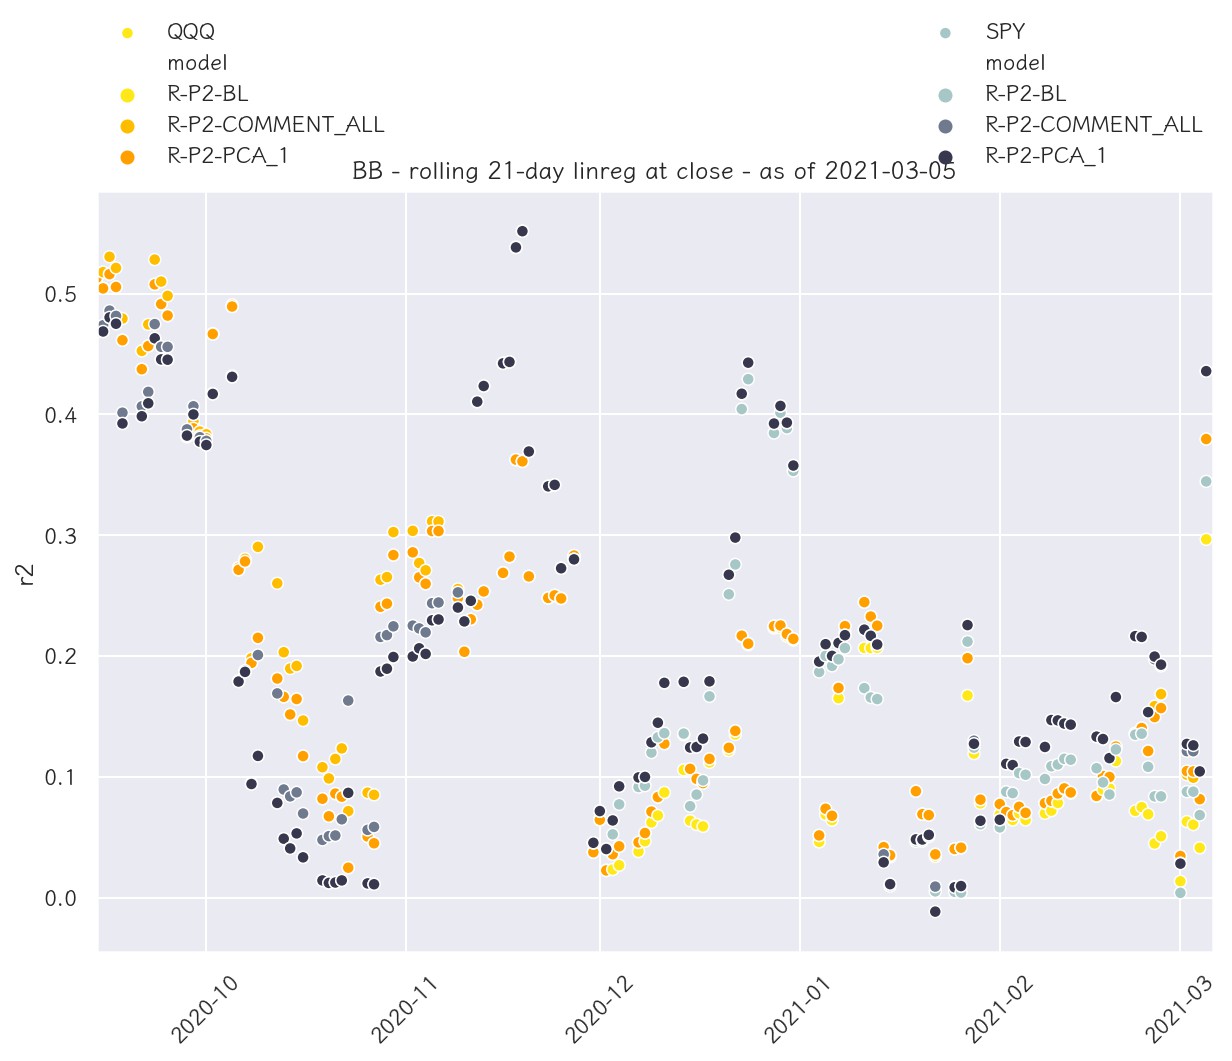 QQQ
model
R-P2-BL
R-P2-COMMENT_ALL
R-P2-PCA_1
SPY
model
R-P2-BL
R-P2-COMMENT_ALL
R-P2-PCA_1
BB - rolling 21-day linreg at close - as of 2021-03-05
r2
0.5
0.4
0.3
0.2
0.1
0.0
2020-10
2020-11
2020-12
2021-01
2021-02
2021-03